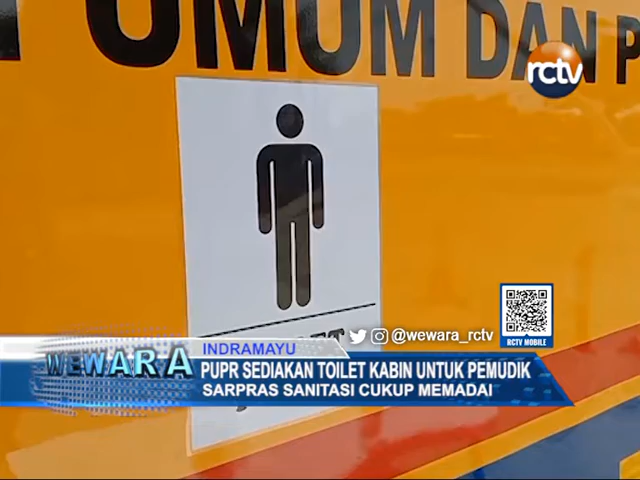 UMUM DAN P
rctv
@wewara_rctv
RCTV MOBILE
INDRAMAYU
WEWARA
PUPR SEDIAKAN TOILET KABIN UNTUK PEMUDIK
SARPRAS SANITASI CUKUP MEMADAI